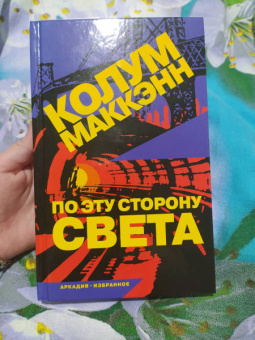 КОЛУМ
МАККЭНН
ПО ЭТУ СТОРОНУ
СВЕТА
АРКАДИЯ · ИЗБРАННОЕ